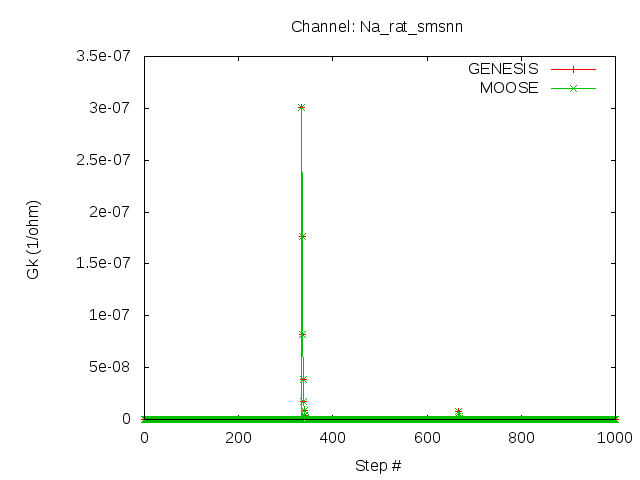 Channel: Na_rat_smsnn
GENESIS
MOOSE
3.5e-07
3e-07
2.5e-07
2e-07
1.5e-07
1e-07
5e-08
0
Gk (1/ohm)
0 200 400 600 800 1000
Step #